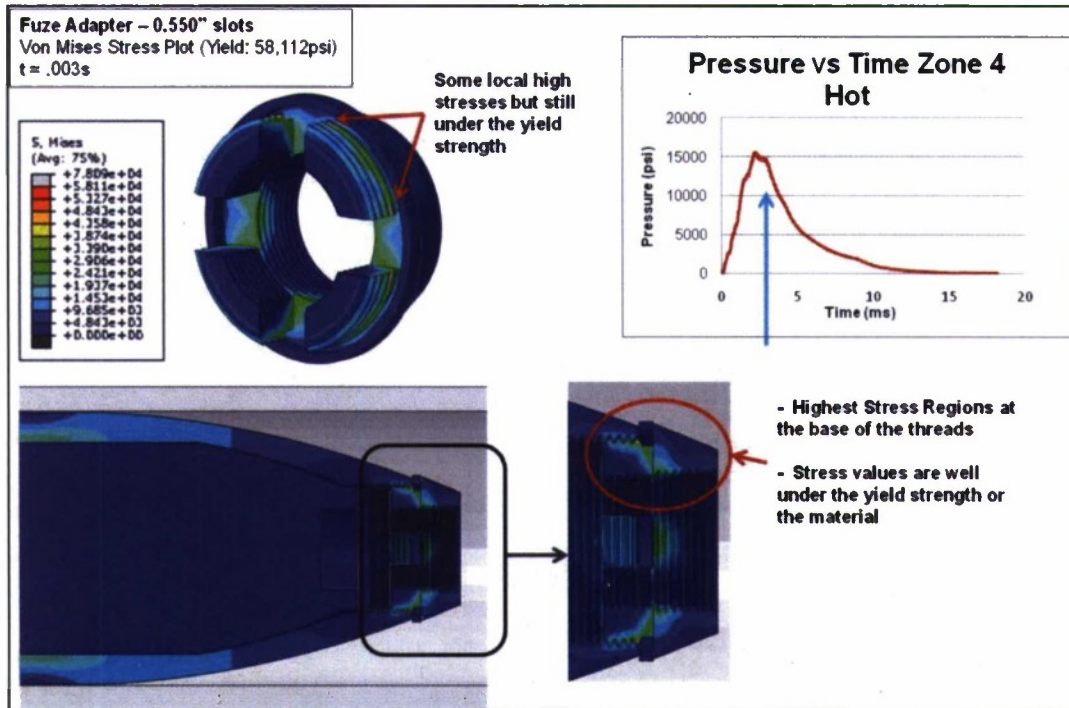 Fuze Adapter – 0.550” slots
Von Mises Stress Plot (Yield: 58,112psi)
t = .003s
Some local high
stresses but still
under the yield
strength
S, Mises
(Avg: 75%)
+7.809e+04
+5.811e+04
+5.327e+04
+4.843e+04
+4.358e+04
+3.874e+04
+3.390e+04
+2.906e+04
+2.421e+04
+1.937e+04
+1.453e+04
+9.685e+03
+4.843e+03
+0.000e+00
Pressure vs Time Zone 4
Hot
Pressure (psi)
20000
15000
10000
5000
0
0 5 10 15 20
Time (ms)
- Highest Stress Regions at
the base of the threads
- Stress values are well
under the yield strength or
the material